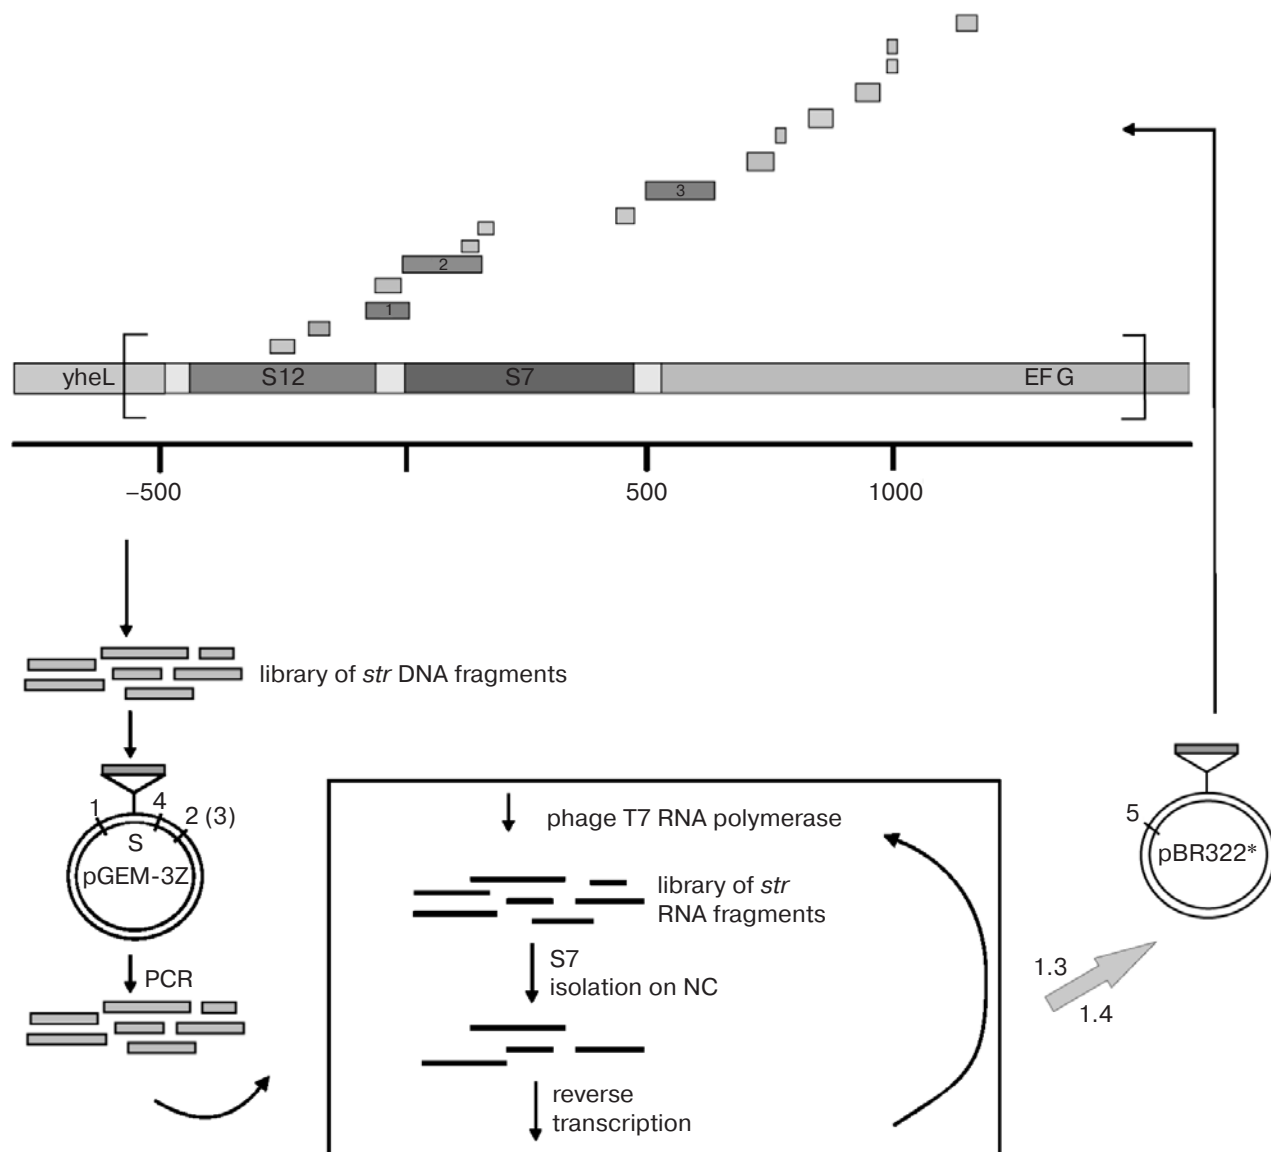 3
2
1
yheL S12 S7 EFG
−500 500 1000
library of str DNA fragments
1 4 2 (3)
S
pGEM-3Z
PCR
phage T7 RNA polymerase
library of str
RNA fragments
S7
isolation on NC
reverse
transcription
5
pBR322*
1.3
1.4